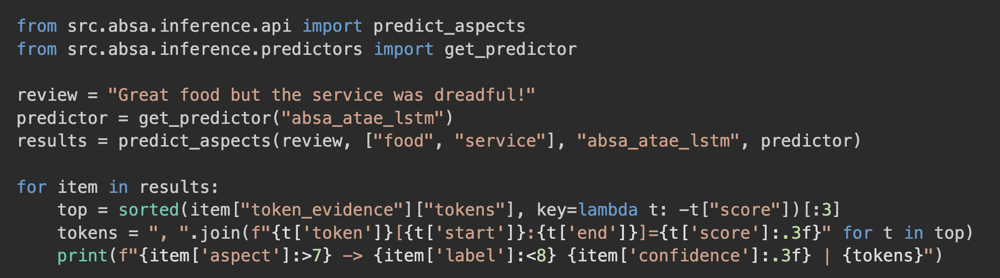 from src.absa.inference.api import predict_aspects
from src.absa.inference.predictors import get_predictor

review = "Great food but the service was dreadful!"
predictor = get_predictor("absa_atae_lstm")
results = predict_aspects(review, ["food", "service"], "absa_atae_lstm", predictor)

for item in results:
    top = sorted(item["token_evidence"]["tokens"], key=lambda t: -t["score"])[:3]
    tokens = ", ".join(f"{t['token']}[{t['start']}:{t['end']}]={t['score']:.3f}" for t in top)
    print(f"{item['aspect']:>7} -> {item['label']:<8} {item['confidence']:.3f} | {tokens}")